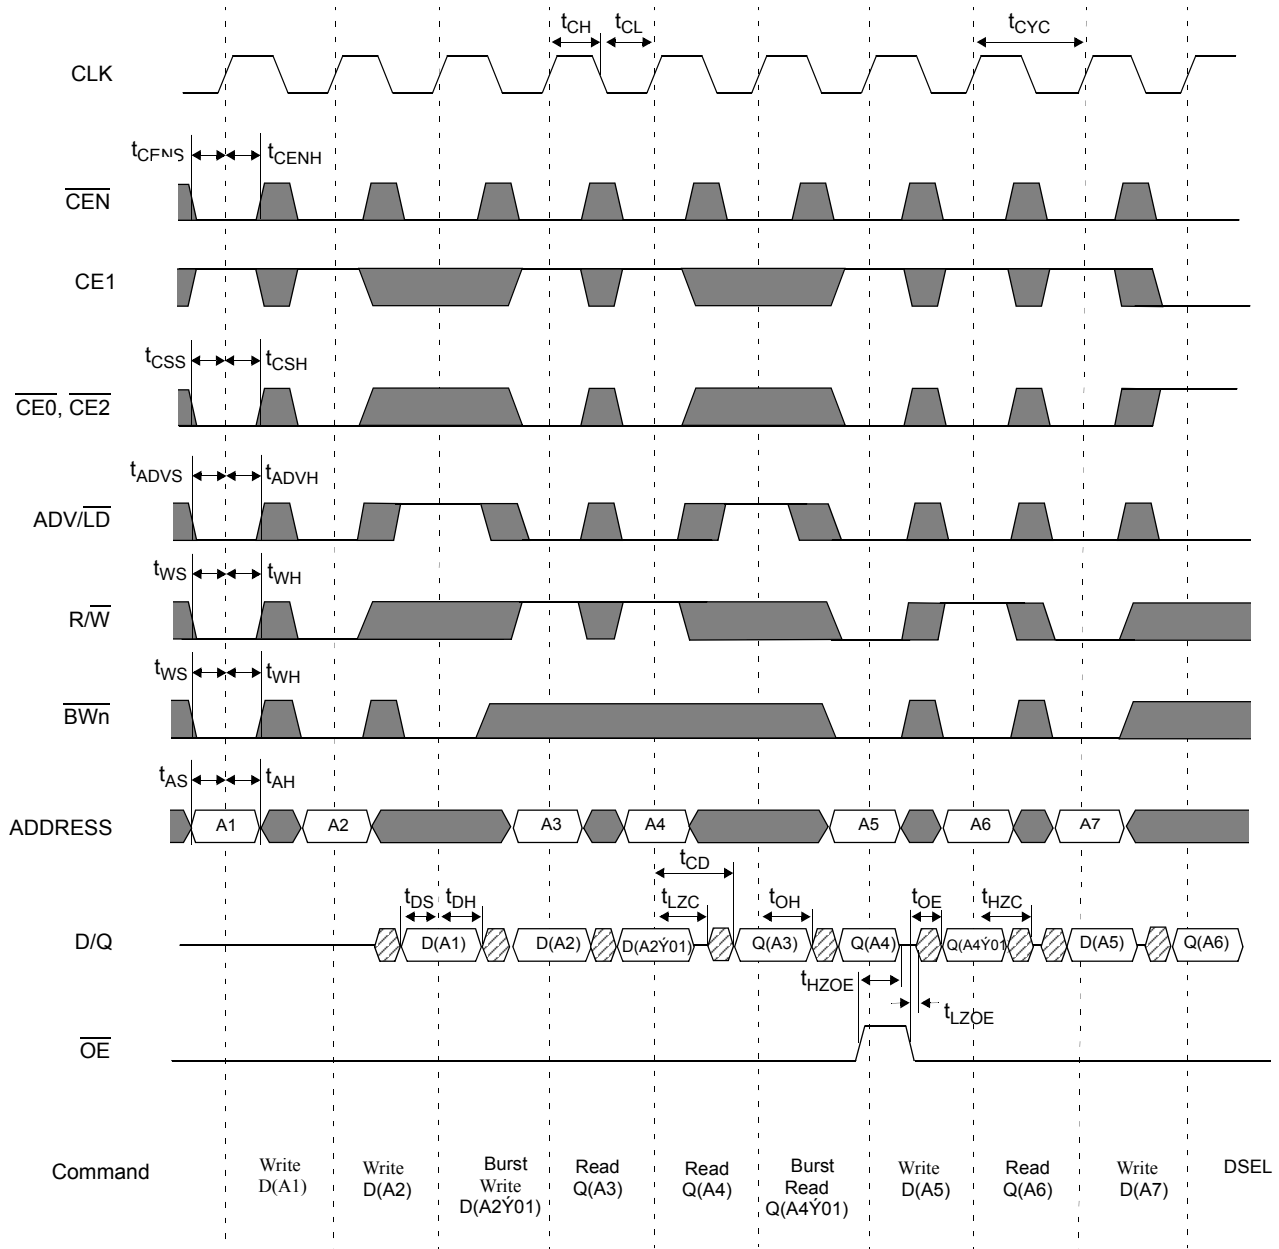 tCH tCL tCYC
CLK
tCENS tCENH
CEN
CE1
tCSS tCSH
CE0, CE2
tADVS tADVH
ADV/LD
tWS tWH
R/W
tWS tWH
BWn
tAS tAH
ADDRESS A1 A2 A3 A4 A5 A6 A7
tCD
tDS tDH tLZC tOH tOE tHZC
D/Q D(A1) D(A2) D(A2Ý01) Q(A3) Q(A4) Q(A4Ý01 D(A5) Q(A6)
tHZOE
tLZOE
OE
Command
Write
D(A1)
Write
D(A2)
Burst
Write
D(A2Ý01)
Read
Q(A3)
Read
Q(A4)
Burst
Read
Q(A4Ý01)
Write
D(A5)
Read
Q(A6)
Write
D(A7)
DSEL